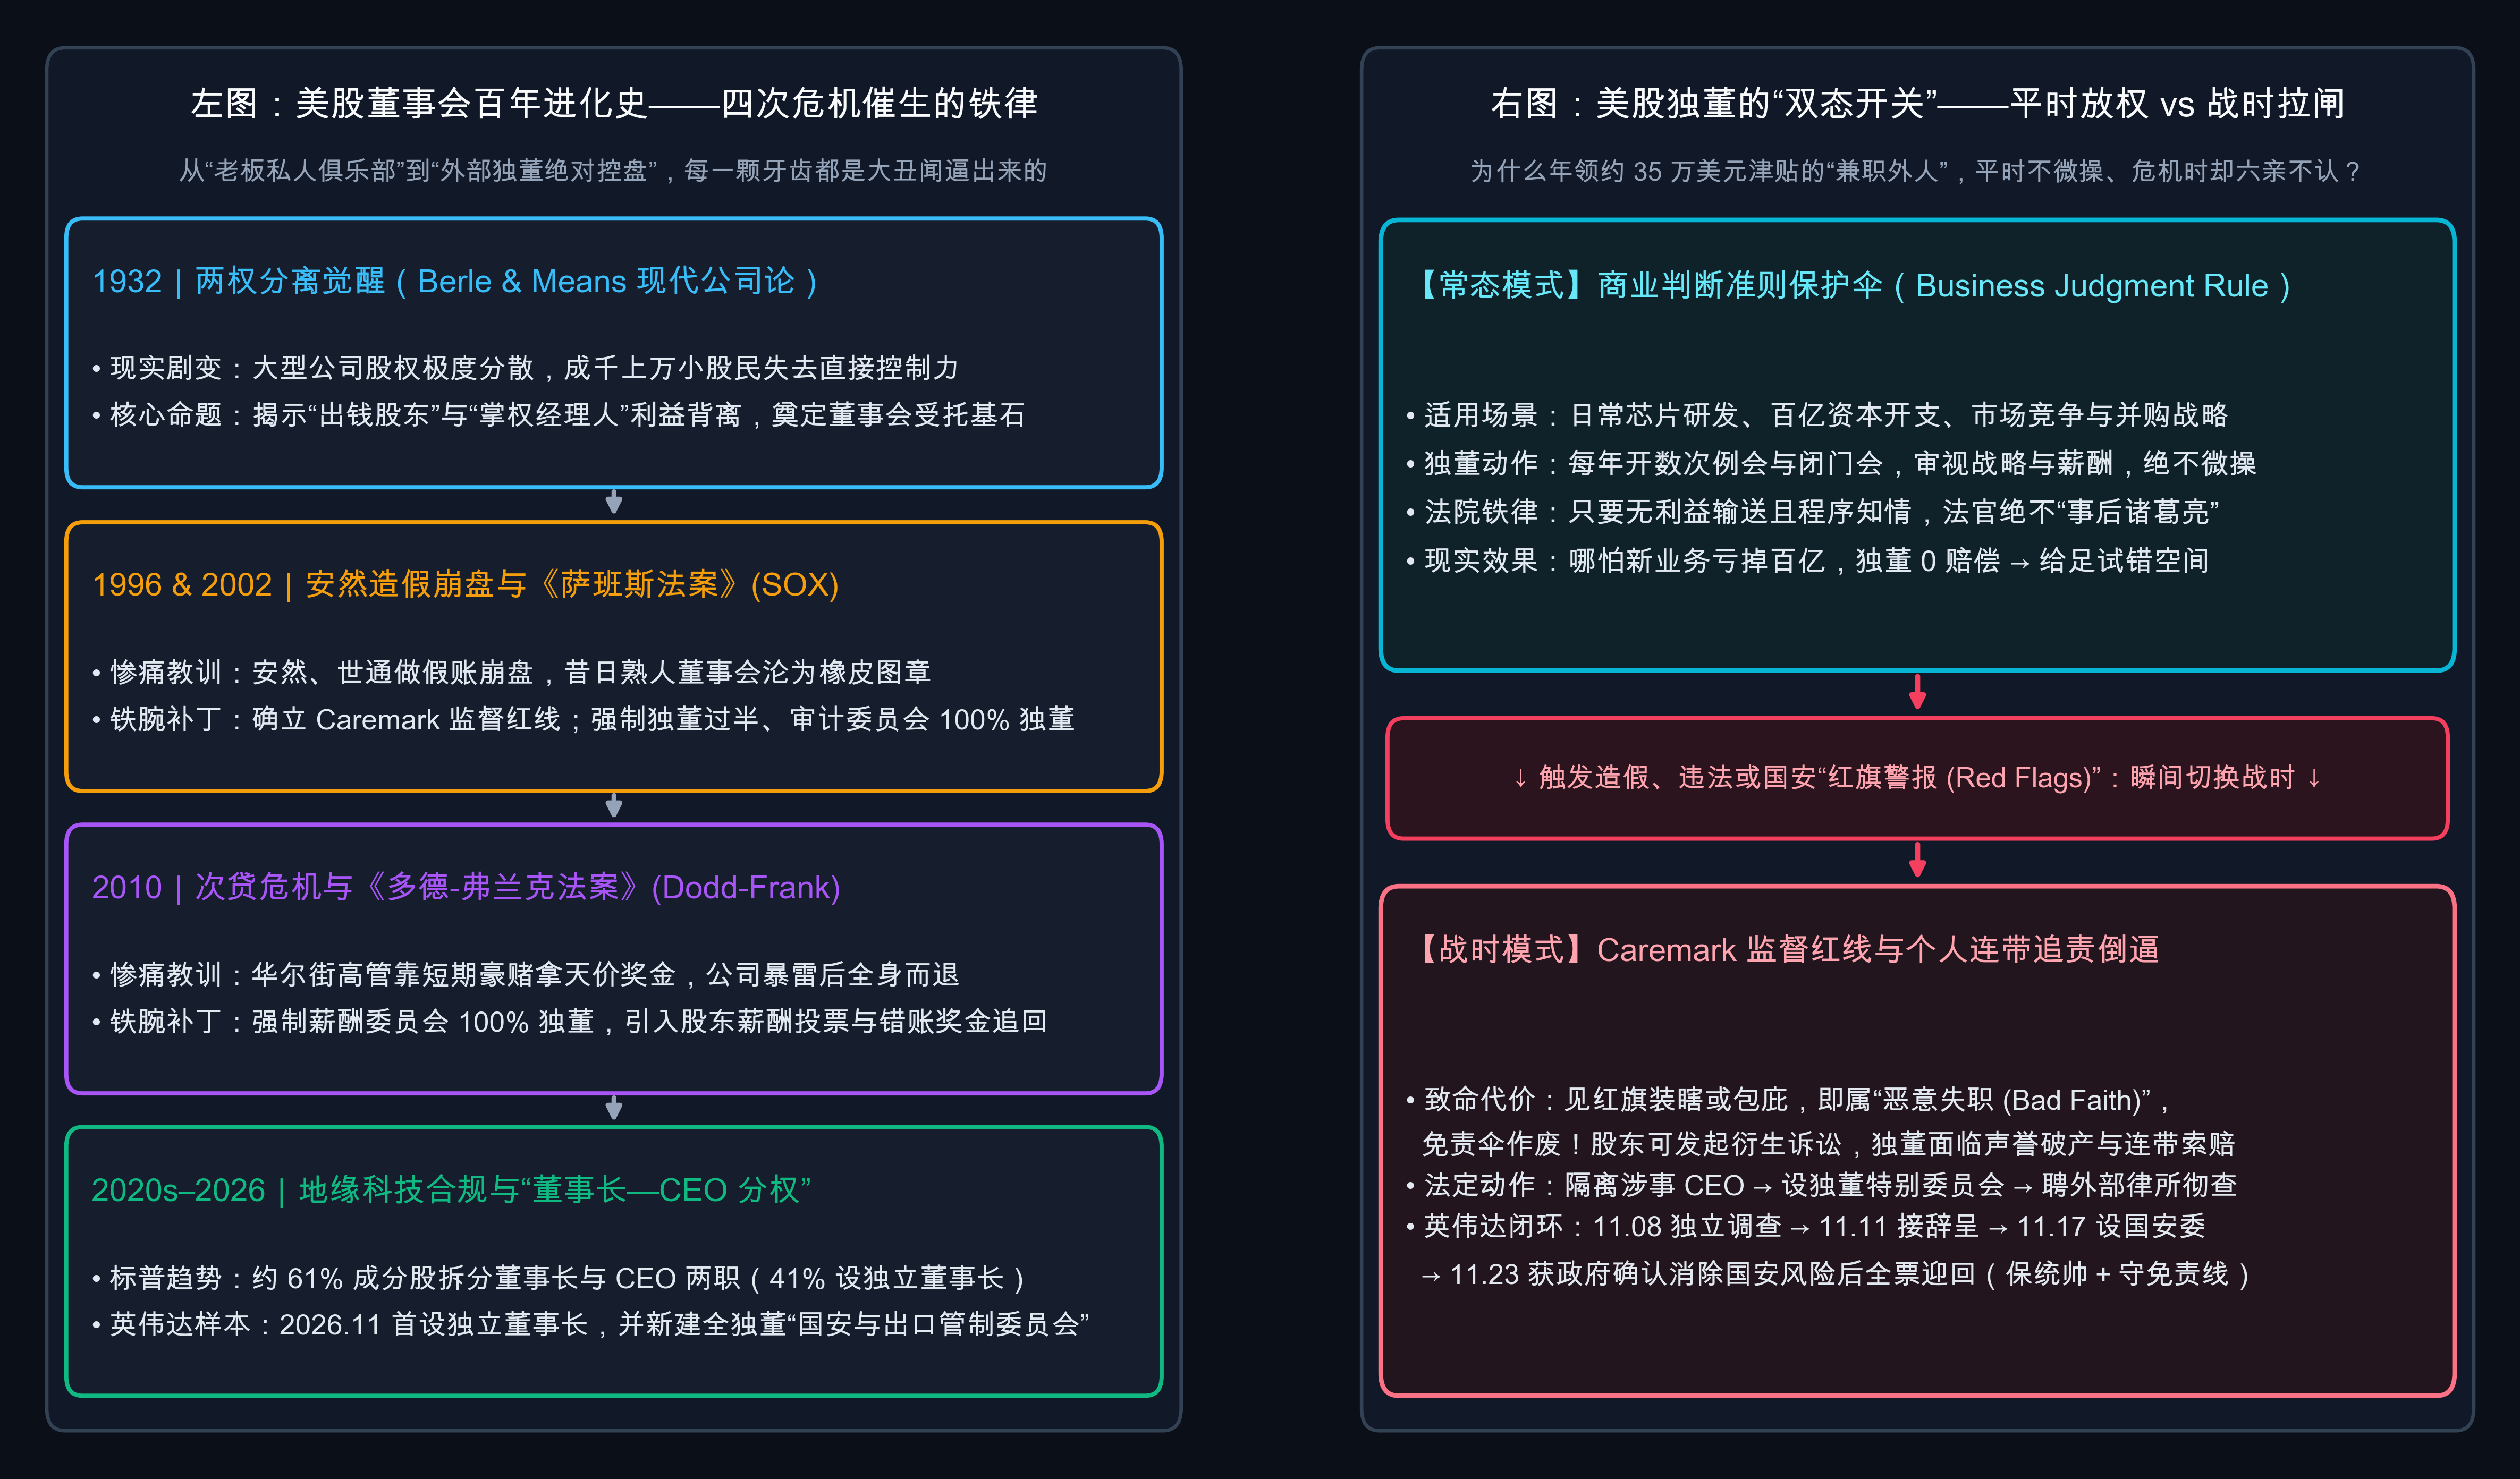 左图：美股董事会百年进化史——四次危机催生的铁律
从“老板私人俱乐部”到“外部独董绝对控盘”，每一颗牙齿都是大丑闻逼出来的
1932 | 两权分离觉醒（Berle & Means 现代公司论）
• 现实剧变：大型公司股权极度分散，成千上万小股民失去直接控制力
• 核心命题：揭示“出钱股东”与“掌权经理人”利益背离，奠定董事会受托基石
1996 & 2002 | 安然造假崩盘与《萨班斯法案》(SOX)
• 惨痛教训：安然、世通做假账崩盘，昔日熟人董事会沦为橡皮图章
• 铁腕补丁：确立 Caremark 监督红线；强制独董过半、审计委员会 100% 独董
2010 | 次贷危机与《多德-弗兰克法案》(Dodd-Frank)
• 惨痛教训：华尔街高管靠短期豪赌拿天价奖金，公司暴雷后全身而退
• 铁腕补丁：强制薪酬委员会 100% 独董，引入股东薪酬投票与错账奖金追回
2020s–2026 | 地缘科技合规与“董事长—CEO 分权”
• 标普趋势：约 61% 成分股拆分董事长与 CEO 两职（41% 设独立董事长）
• 英伟达样本：2026.11 首设独立董事长，并新建全独董“国安与出口管制委员会”
右图：美股独董的“双态开关”——平时放权 vs 战时拉闸
为什么年领约 35 万美元津贴的“兼职外人”，平时不微操、危机时却六亲不认？
【常态模式】商业判断准则保护伞（Business Judgment Rule）
• 适用场景：日常芯片研发、百亿资本开支、市场竞争与并购战略
• 独董动作：每年开数次例会与闭门会，审视战略与薪酬，绝不微操
• 法院铁律：只要无利益输送且程序知情，法官绝不“事后诸葛亮”
• 现实效果：哪怕新业务亏掉百亿，独董 0 赔偿 → 给足试错空间
↓ 触发造假、违法或国安“红旗警报 (Red Flags)”：瞬间切换战时 ↓
【战时模式】Caremark 监督红线与个人连带追责倒逼
• 致命代价：见红旗装瞎或包庇，即属“恶意失职 (Bad Faith)”，
免责伞作废！股东可发起衍生诉讼，独董面临声誉破产与连带索赔
• 法定动作：隔离涉事 CEO → 设独董特别委员会 → 聘外部律所彻查
• 英伟达闭环：11.08 独立调查 → 11.11 接辞呈 → 11.17 设国安委
→ 11.23 获政府确认消除国安风险后全票迎回（保统帅 + 守免责线）